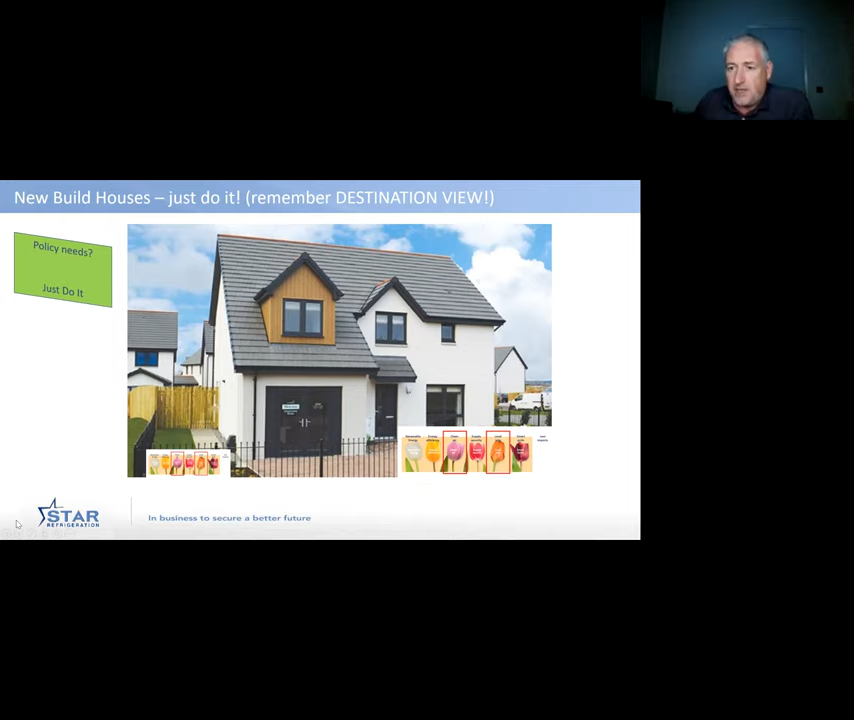 New Build Houses – just do it! (remember DESTINATION VIEW!)
Policy needs?
Just Do It
STAR
REFRIGERATION
In business to secure a better future